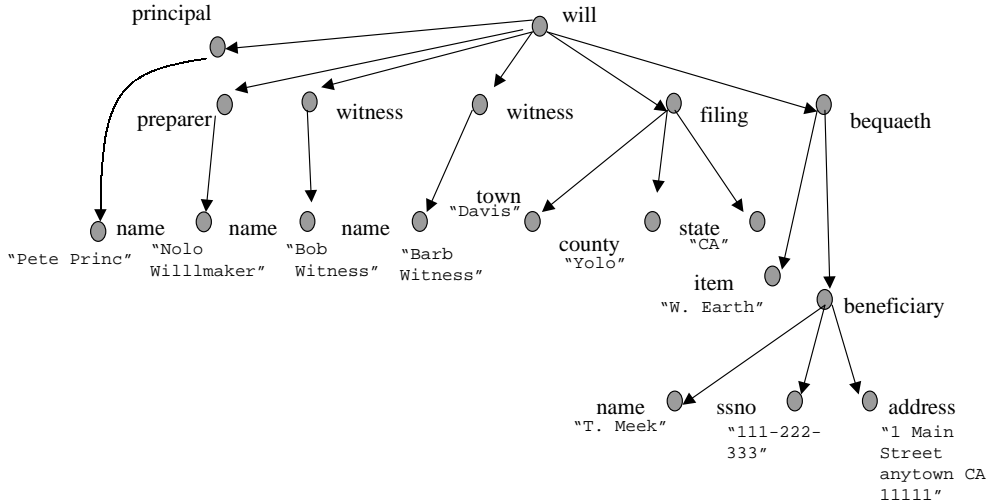 principal
will
preparer
witness
witness
filing
bequaeth
name
name
name
town
"Davis"
county
"Yolo"
state
"CA"
"Pete Princ"
"Nolo
Willlmaker"
"Bob
Witness"
"Barb
Witness"
item
"W. Earth"
beneficiary
name
"T. Meek"
ssno
"111-222-
333"
address
"1 Main
Street
anytown CA
11111"